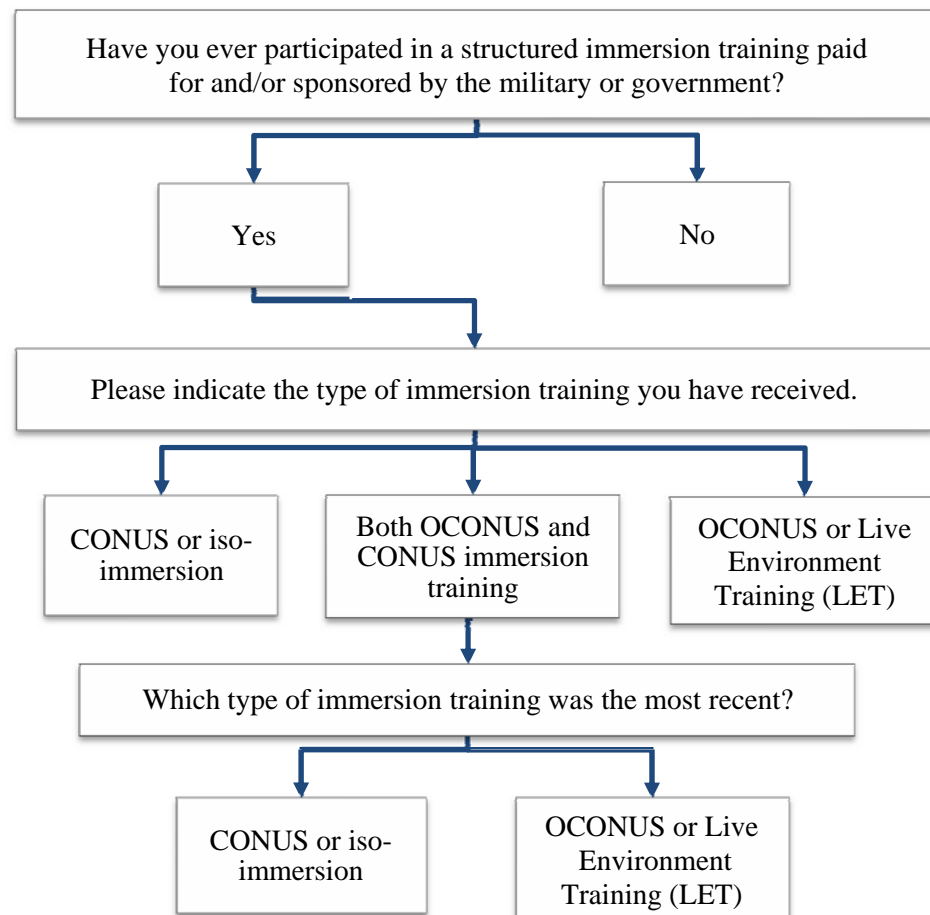 Have you ever participated in a structured immersion training paid
for and/or sponsored by the military or government?
Yes
No
Please indicate the type of immersion training you have received.
CONUS or iso-
immersion
Both OCONUS and
CONUS immersion
training
OCONUS or Live
Environment
Training (LET)
Which type of immersion training was the most recent?
CONUS or iso-
immersion
OCONUS or Live
Environment
Training (LET)